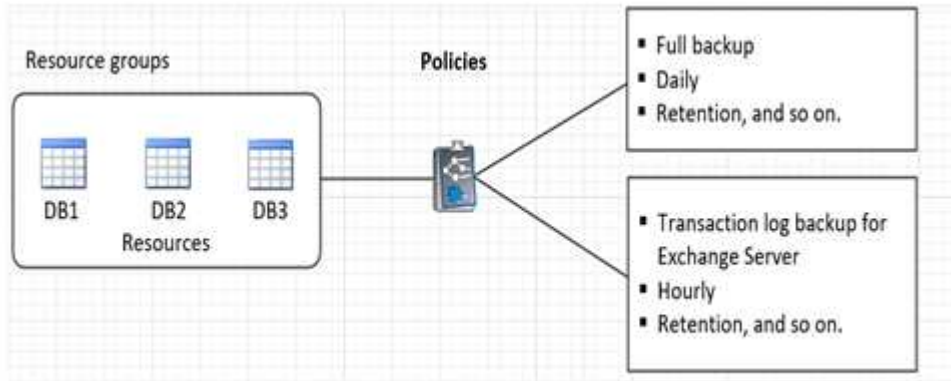 Resource groups
DB1
DB2
DB3
Resources
Policies
▪ Full backup
▪ Daily
▪ Retention, and so on.
▪ Transaction log backup for
Exchange Server
▪ Hourly
▪ Retention, and so on.